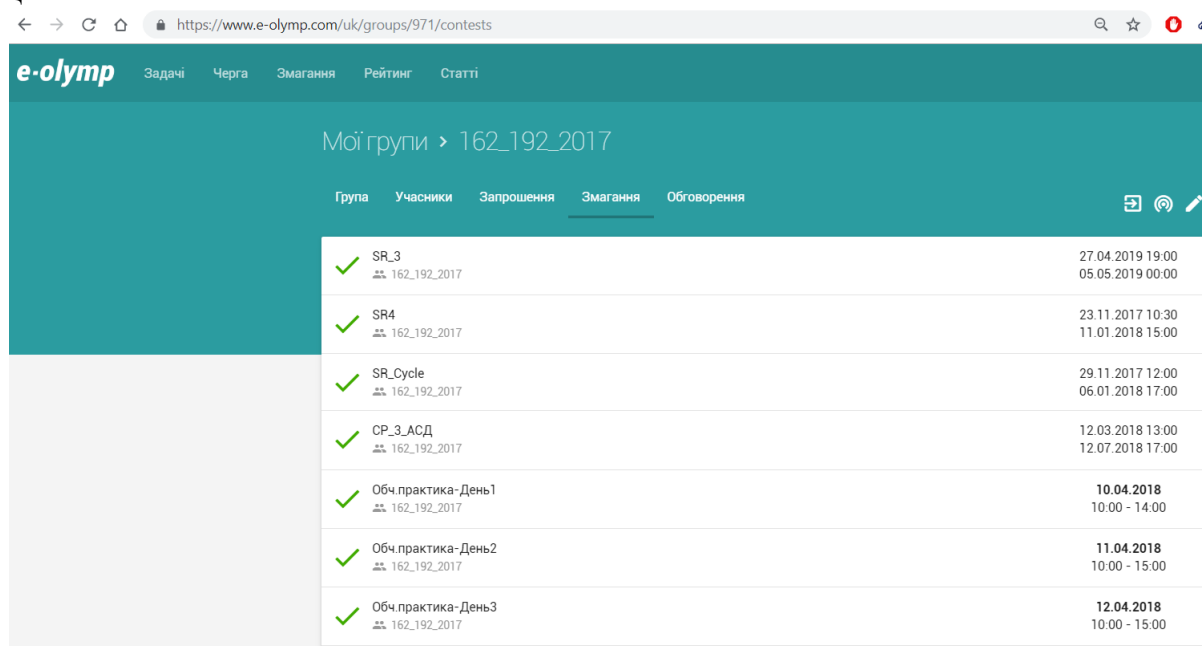 https://www.e-olymp.com/uk/groups/971/contests
e-olymp Задачі Черга Змагання Рейтинг Статті
Мої групи > 162_192_2017
Група Учасники Запрошення Змагання Обговорення
SR_3 27.04.2019 19:00
162_192_2017 05.05.2019 00:00
SR4 23.11.2017 10:30
162_192_2017 11.01.2018 15:00
SR_Cycle 29.11.2017 12:00
162_192_2017 06.01.2018 17:00
СР_3_АСД 12.03.2018 13:00
162_192_2017 12.07.2018 17:00
Обч.практика-День1 10.04.2018
162_192_2017 10:00 - 14:00
Обч.практика-День2 11.04.2018
162_192_2017 10:00 - 15:00
Обч.практика-День3 12.04.2018
162_192_2017 10:00 - 15:00